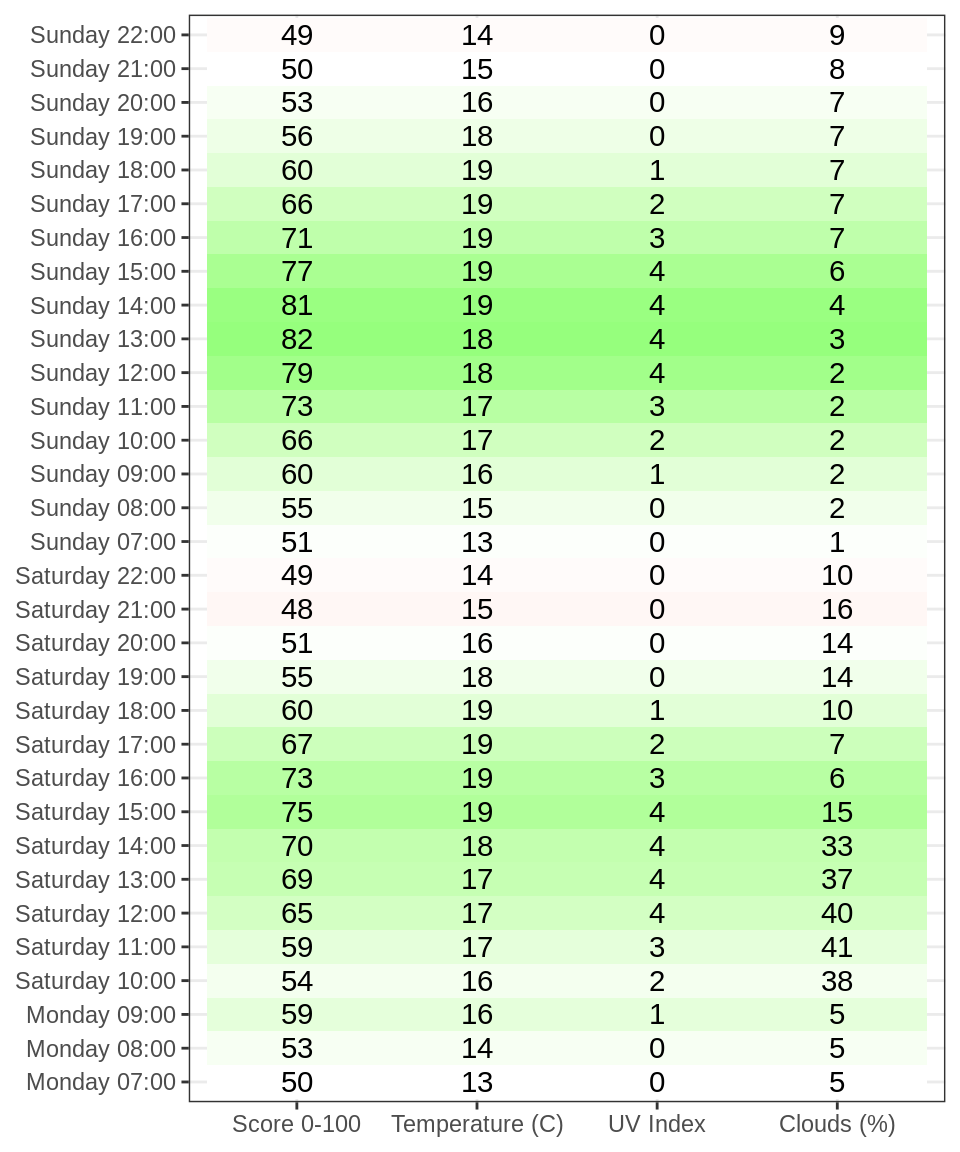 Sunday 22:00 49 14 0 9
Sunday 21:00 50 15 0 8
Sunday 20:00 53 16 0 7
Sunday 19:00 56 18 0 7
Sunday 18:00 60 19 1 7
Sunday 17:00 66 19 2 7
Sunday 16:00 71 19 3 7
Sunday 15:00 77 19 4 6
Sunday 14:00 81 19 4 4
Sunday 13:00 82 18 4 3
Sunday 12:00 79 18 4 2
Sunday 11:00 73 17 3 2
Sunday 10:00 66 17 2 2
Sunday 09:00 60 16 1 2
Sunday 08:00 55 15 0 2
Sunday 07:00 51 13 0 1
Saturday 22:00 49 14 0 10
Saturday 21:00 48 15 0 16
Saturday 20:00 51 16 0 14
Saturday 19:00 55 18 0 14
Saturday 18:00 60 19 1 10
Saturday 17:00 67 19 2 7
Saturday 16:00 73 19 3 6
Saturday 15:00 75 19 4 15
Saturday 14:00 70 18 4 33
Saturday 13:00 69 17 4 37
Saturday 12:00 65 17 4 40
Saturday 11:00 59 17 3 41
Saturday 10:00 54 16 2 38
Monday 09:00 59 16 1 5
Monday 08:00 53 14 0 5
Monday 07:00 50 13 0 5
Score 0-100 Temperature (C) UV Index Clouds (%)